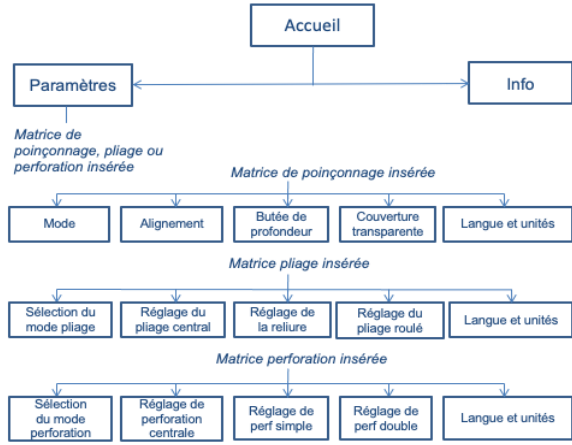 Accueil
Paramètres
Info
Matrice de
poinçonnage, pliage ou
perforation insérée
Matrice de poinçonnage insérée
Mode
Alignement
Butée de
profondeur
Couverture
transparente
Langue et unités
Matrice pliage insérée
Sélection du
mode pliage
Réglage du
pliage central
Réglage de
la reliure
Réglage du
pliage roulé
Langue et unités
Matrice perforation insérée
Sélection
du mode
perforation
Réglage de
perforation
centrale
Réglage de
perf simple
Réglage de
perf double
Langue et unités